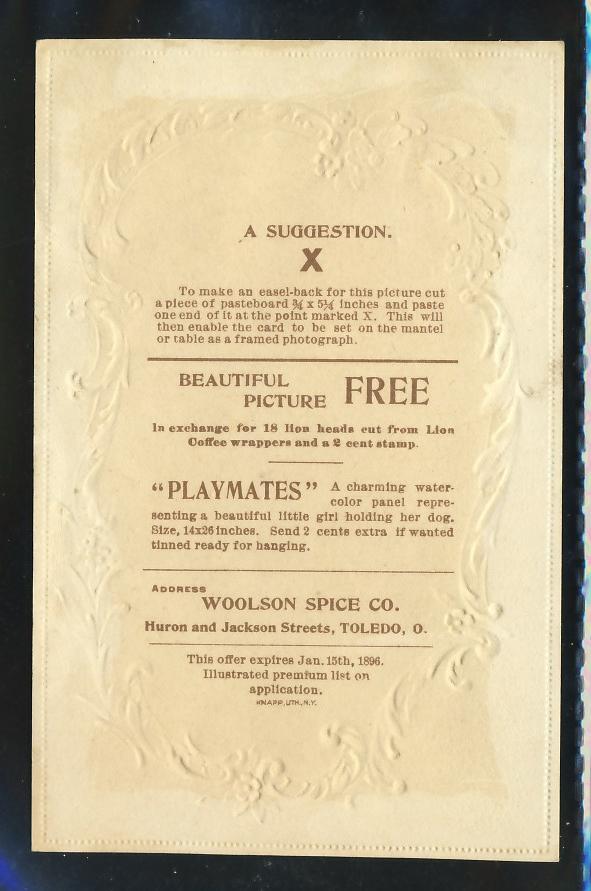 A SUGGESTION.
X
To make an easel-back for this picture cut
a piece of pasteboard ¾ x 5¼ inches and paste
one end of it at the point marked X. This will
then enable the card to be set on the mantel
or table as a framed photograph.
BEAUTIFUL
PICTURE FREE
In exchange for 18 lion heads cut from Lion
Coffee wrappers and a 2 cent stamp.
"PLAYMATES" A charming water-
color panel repre-
senting a beautiful little girl holding her dog.
Size, 14x26 inches. Send 2 cents extra if wanted
tinned ready for hanging.
ADDRESS
WOOLSON SPICE CO.
Huron and Jackson Streets, TOLEDO, O.
This offer expires Jan. 15th, 1896.
Illustrated premium list on
application.
KNAPP, LITH., N.Y.